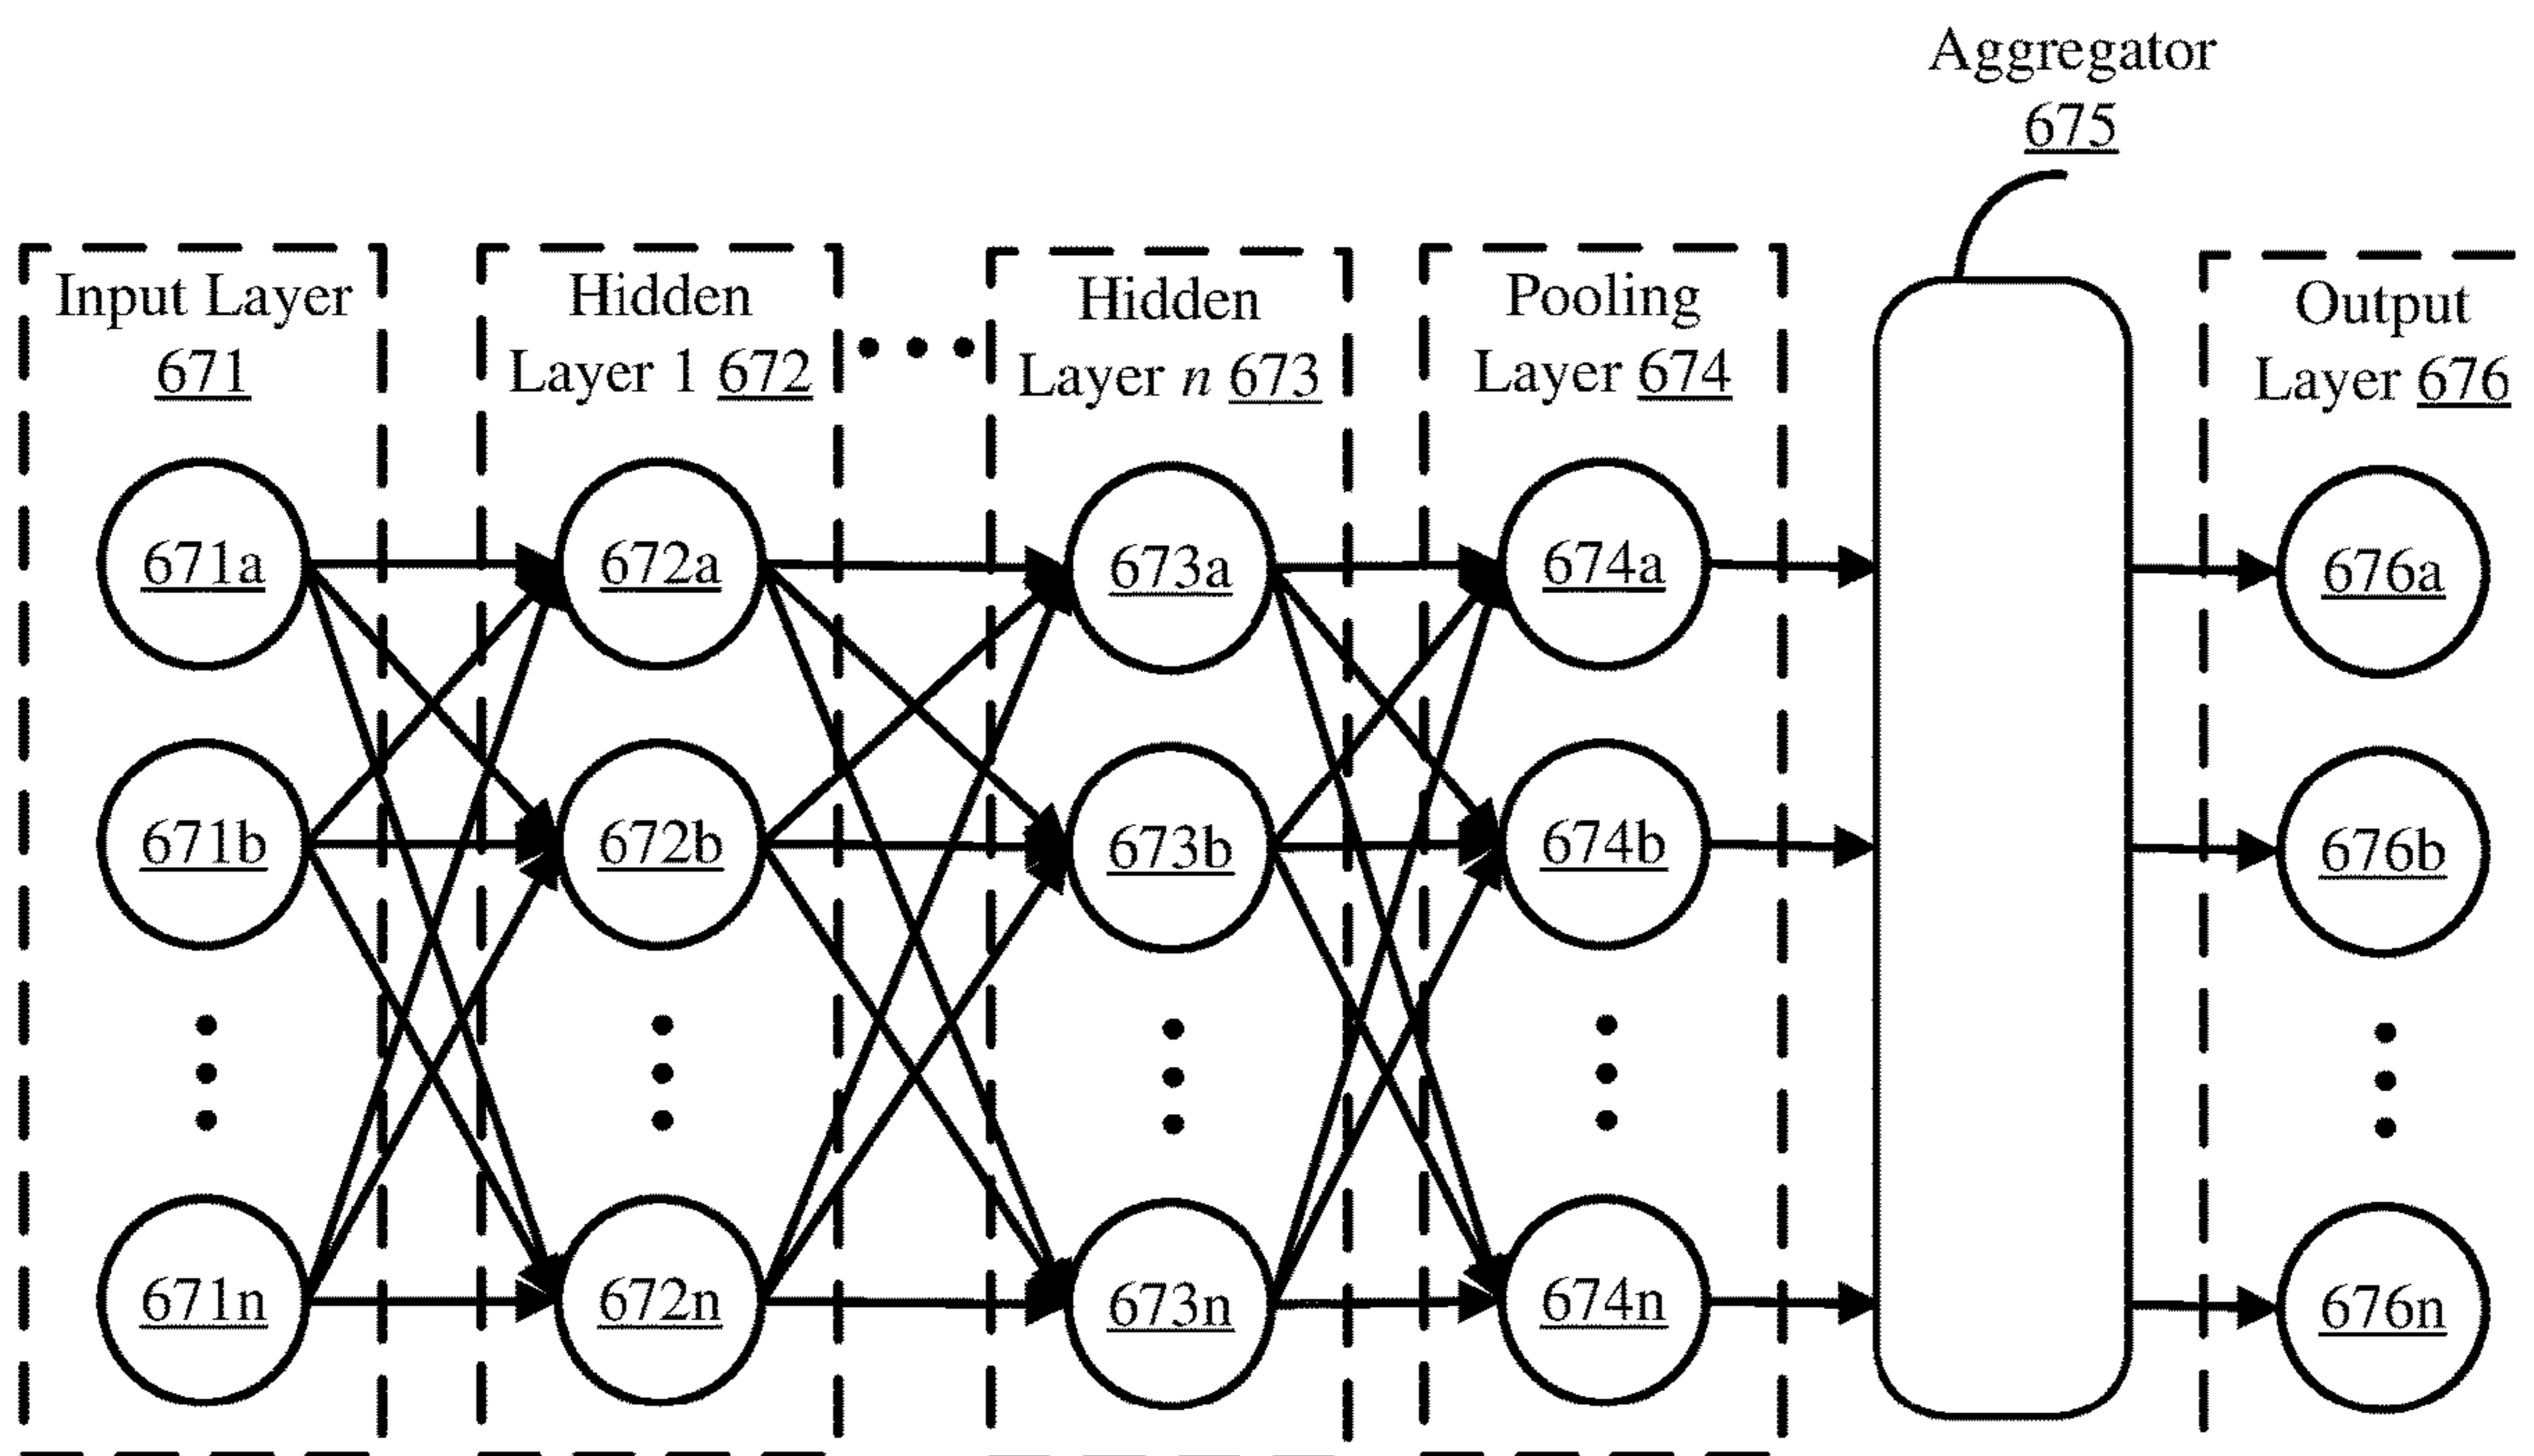 Aggregator
675
Input Layer
671
Hidden
Layer 1 672
Hidden
Layer n 673
Pooling
Layer 674
Output
Layer 676
671a
672a
673a
674a
676a
671b
672b
673b
674b
676b
671n
672n
673n
674n
676n